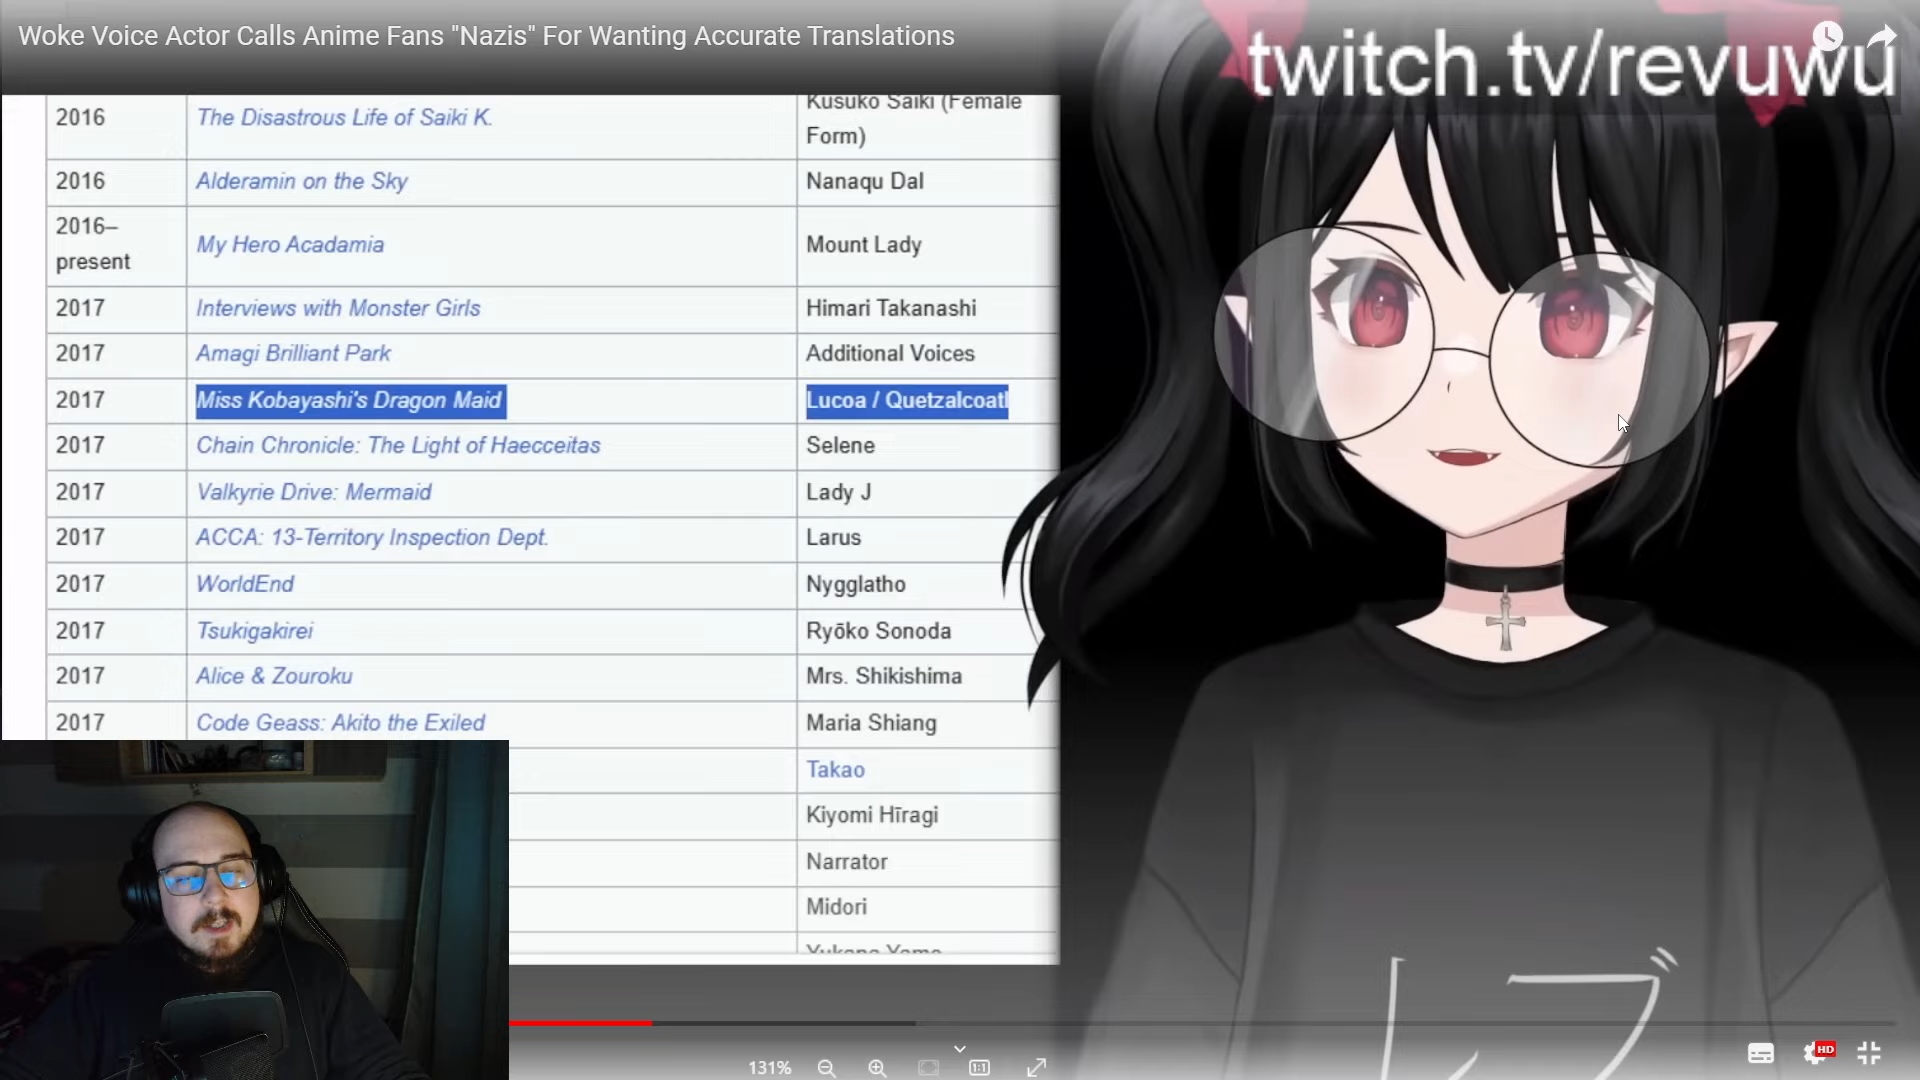 Woke Voice Actor Calls Anime Fans "Nazis" For Wanting Accurate Translations
twitch.tv/revuwu
2016 The Disastrous Life of Saiki K. Kusuko Saiki (Female
Form)
2016 Alderamin on the Sky Nanaqu Dal
2016–
present My Hero Acadamia Mount Lady
2017 Interviews with Monster Girls Himari Takanashi
2017 Amagi Brilliant Park Additional Voices
2017 Miss Kobayashi's Dragon Maid Lucoa / Quetzalcoatl
2017 Chain Chronicle: The Light of Haecceitas Selene
2017 Valkyrie Drive: Mermaid Lady J
2017 ACCA: 13-Territory Inspection Dept. Larus
2017 WorldEnd Nygglatho
2017 Tsukigakirei Ryōko Sonoda
2017 Alice & Zouroku Mrs. Shikishima
2017 Code Geass: Akito the Exiled Maria Shiang
Takao
Kiyomi Hīragi
Narrator
Midori
レブ
131%
1:1
HD